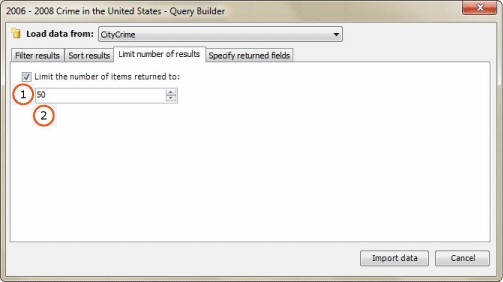 2006 - 2008 Crime in the United States - Query Builder
Load data from: CityCrime
Filter results Sort results Limit number of results Specify returned fields
Limit the number of items returned to:
1 50
2
Import data Cancel